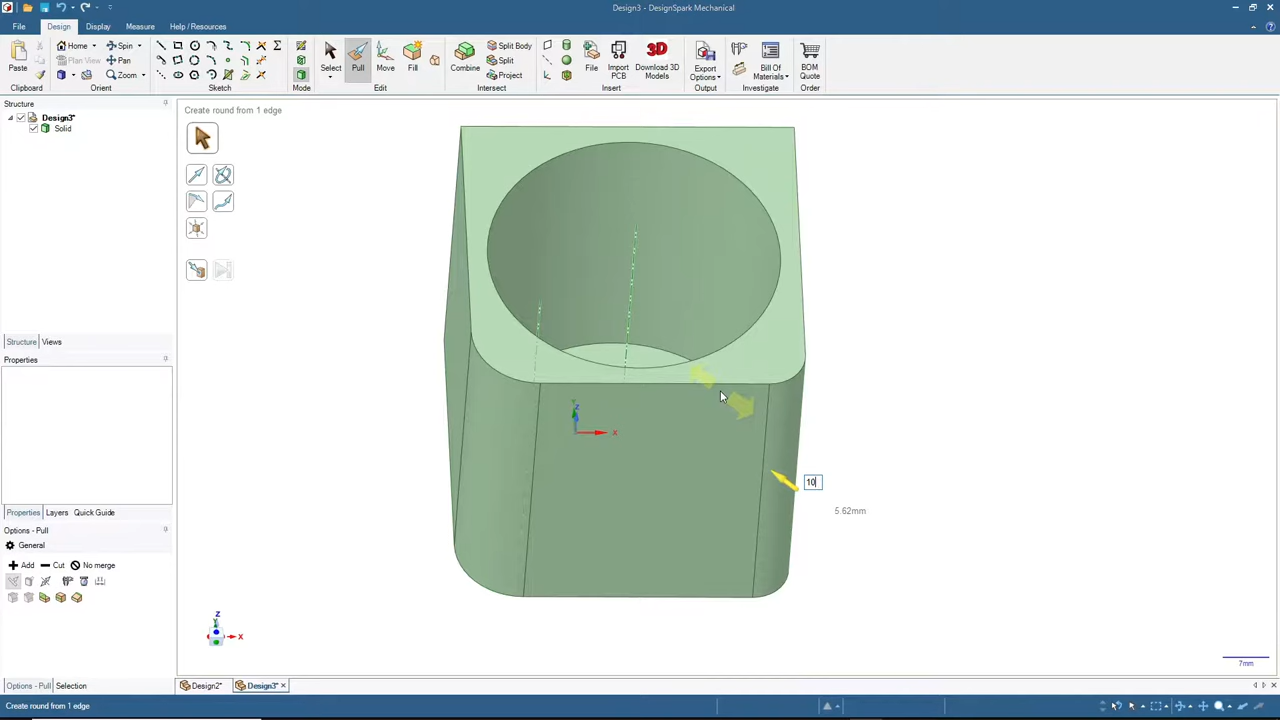 Design3 - DesignSpark Mechanical
File Design Display Measure Help / Resources
Home Spin Split Body
Plan View Pan Split
Zoom Project
Paste Select Pull Move Fill Combine File Import PCB Download 3D Models Export Options Bill Of Materials BOM Quote
Clipboard Orient Sketch Mode Edit Intersect Insert Output Investigate Order
Structure
Create round from 1 edge
Design3*
Solid
Structure Views
Properties
Properties Layers Quick Guide
Options - Pull
General
Add Cut No merge
Z
X
Z
X
10
5.62mm
7mm
Options - Pull Selection
Design2* Design3*
Create round from 1 edge